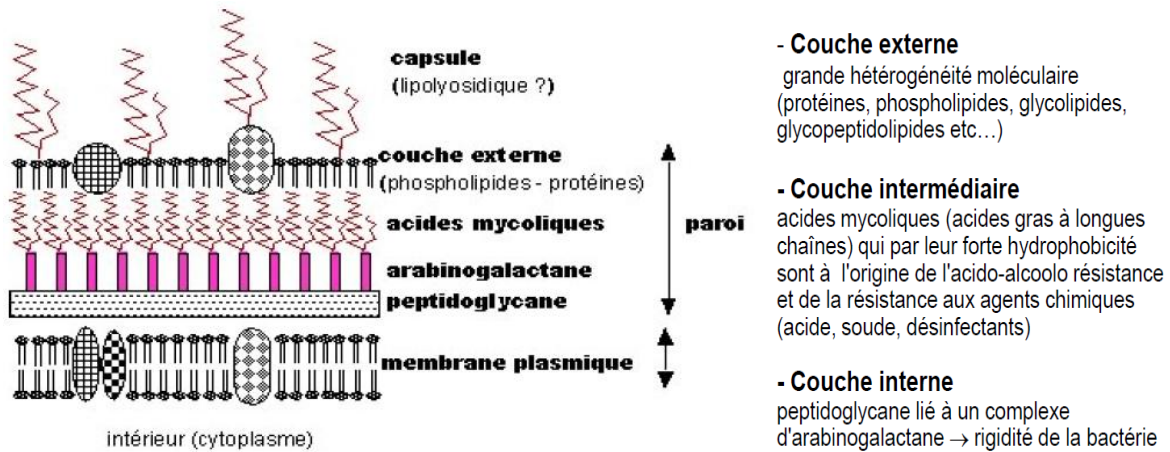 capsule
(lipolyosidique ?)
couche externe
(phospholipides - protéines)
acides mycoliques
paroi
arabinogalactane
peptidoglycane
membrane plasmique
intérieur (cytoplasme)
- Couche externe
grande hétérogénéité moléculaire
(protéines, phospholipides, glycolipides,
glycopeptidolipides etc…)
- Couche intermédiaire
acides mycoliques (acides gras à longues
chaînes) qui par leur forte hydrophobicité
sont à l'origine de l'acido-alcoolo résistance
et de la résistance aux agents chimiques
(acide, soude, désinfectants)
- Couche interne
peptidoglycane lié à un complexe
d'arabinogalactane → rigidité de la bactérie